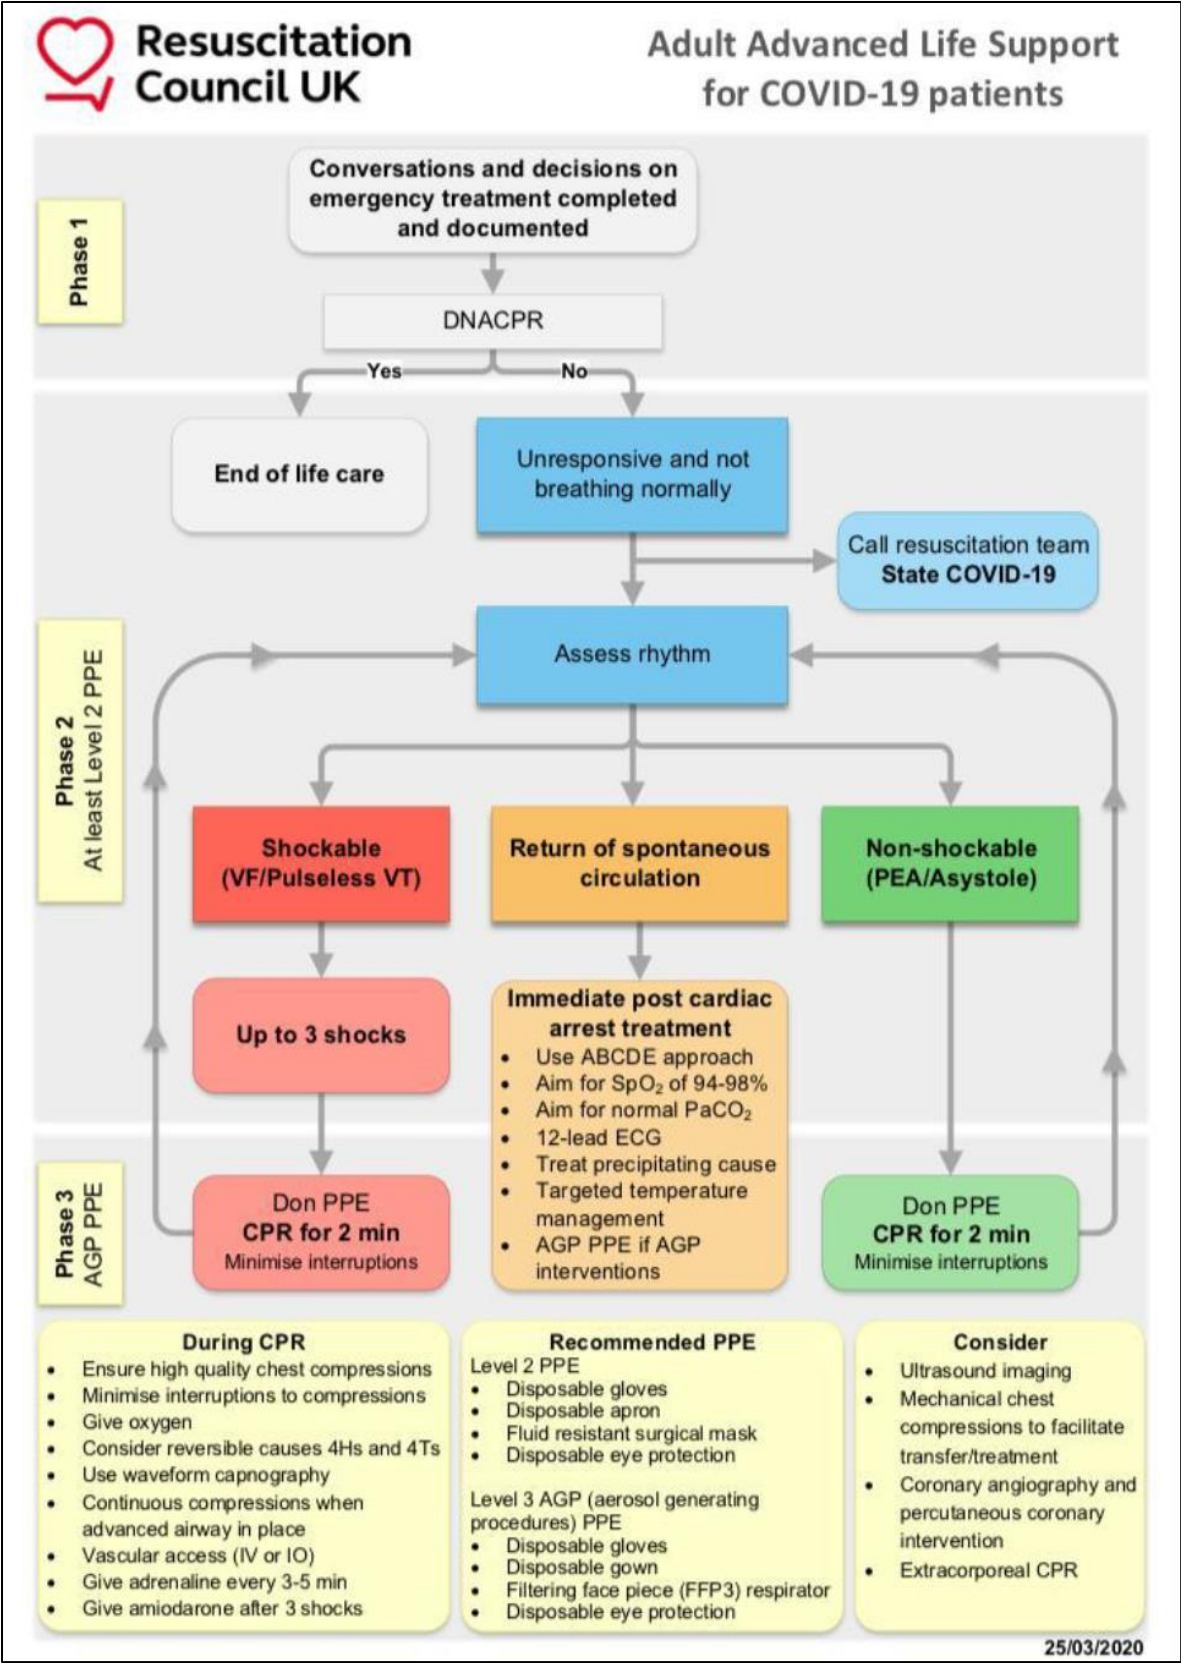 Resuscitation
Council UK
Adult Advanced Life Support
for COVID-19 patients
Phase 1
Conversations and decisions on
emergency treatment completed
and documented
DNACPR
Yes
No
End of life care
Unresponsive and not
breathing normally
Call resuscitation team
State COVID-19
Phase 2
At least Level 2 PPE
Assess rhythm
Shockable
(VF/Pulseless VT)
Return of spontaneous
circulation
Non-shockable
(PEA/Asystole)
Up to 3 shocks
Immediate post cardiac
arrest treatment
• Use ABCDE approach
• Aim for SpO₂ of 94-98%
• Aim for normal PaCO₂
• 12-lead ECG
• Treat precipitating cause
• Targeted temperature
management
• AGP PPE if AGP
interventions
Phase 3
AGP PPE
Don PPE
CPR for 2 min
Minimise interruptions
Don PPE
CPR for 2 min
Minimise interruptions
During CPR
• Ensure high quality chest compressions
• Minimise interruptions to compressions
• Give oxygen
• Consider reversible causes 4Hs and 4Ts
• Use waveform capnography
• Continuous compressions when
advanced airway in place
• Vascular access (IV or IO)
• Give adrenaline every 3-5 min
• Give amiodarone after 3 shocks
Recommended PPE
Level 2 PPE
• Disposable gloves
• Disposable apron
• Fluid resistant surgical mask
• Disposable eye protection
Level 3 AGP (aerosol generating
procedures) PPE
• Disposable gloves
• Disposable gown
• Filtering face piece (FFP3) respirator
• Disposable eye protection
Consider
• Ultrasound imaging
• Mechanical chest
compressions to facilitate
transfer/treatment
• Coronary angiography and
percutaneous coronary
intervention
• Extracorporeal CPR
25/03/2020